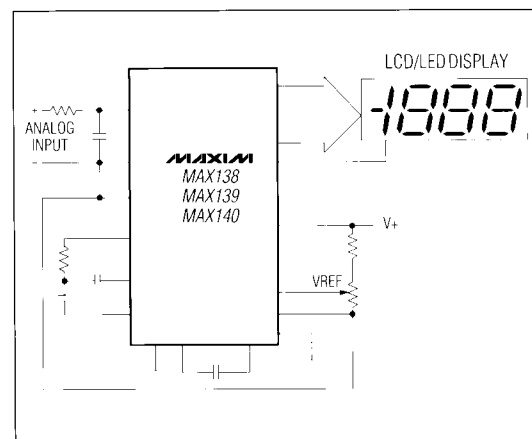 LCD/LED DISPLAY
-1888
+
ANALOG
INPUT
MAXIM
MAX138
MAX139
MAX140
V+
VREF